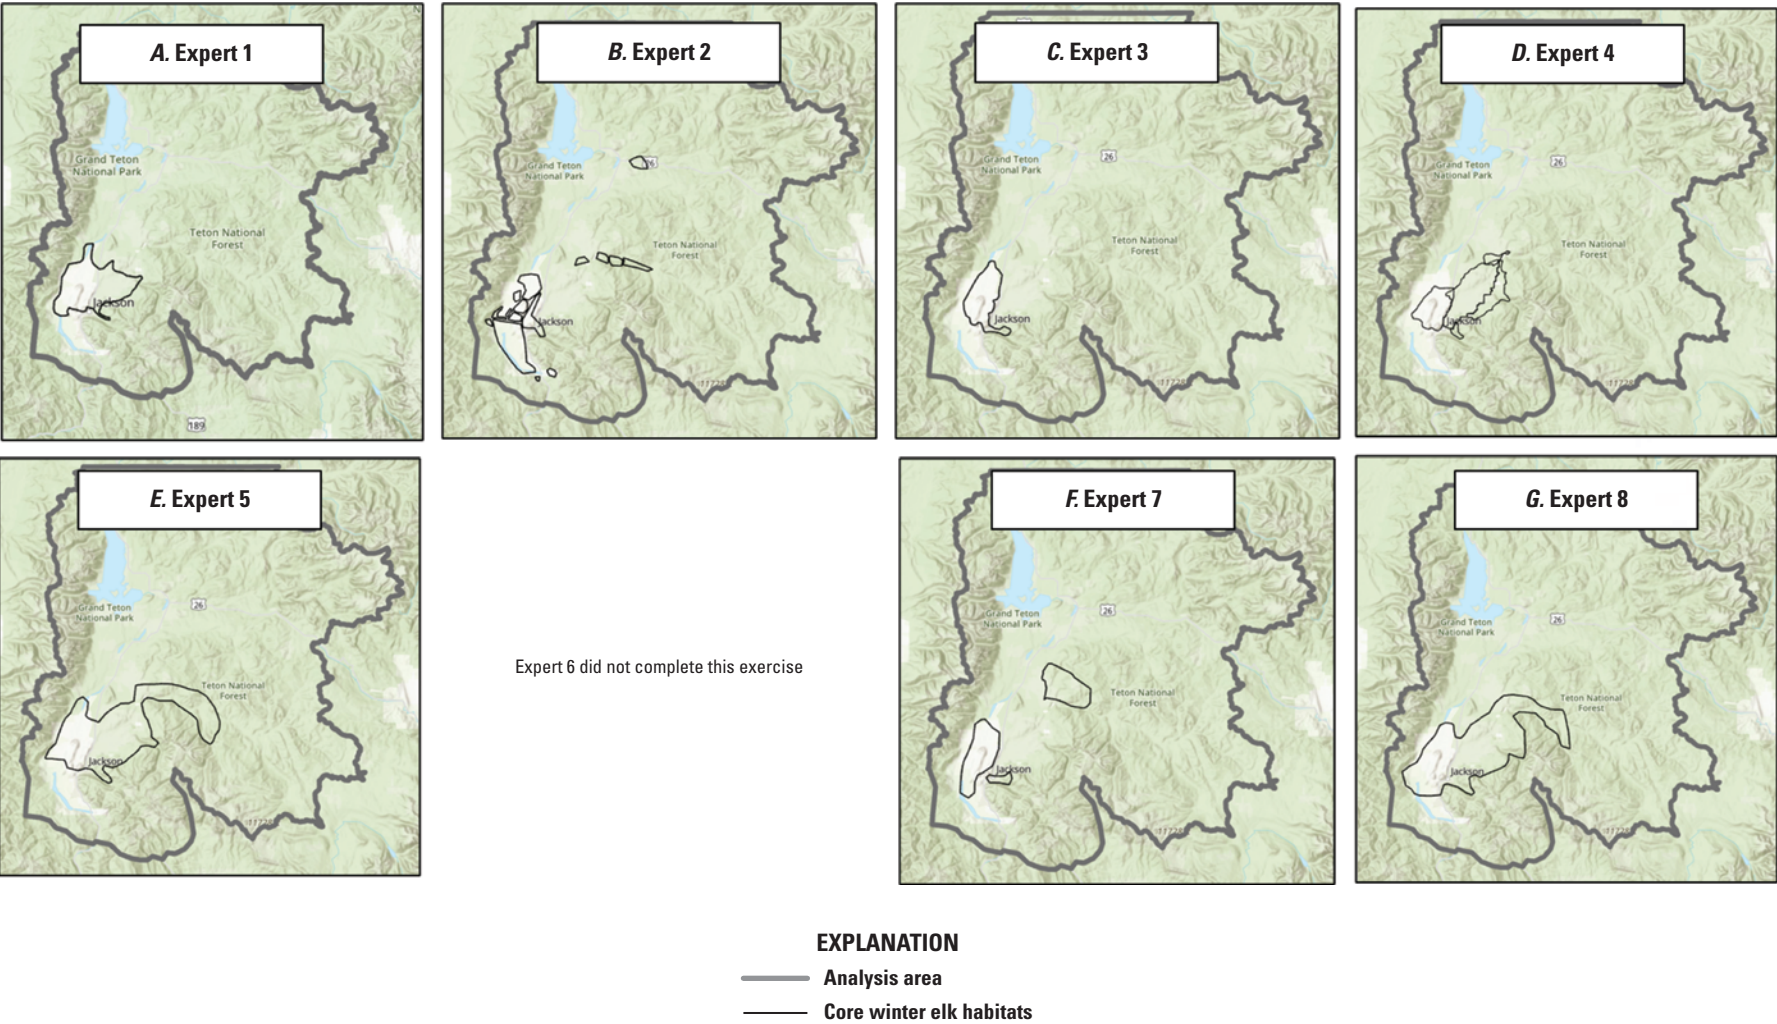 A. Expert 1
Grand Teton
National Park
Teton National
Forest
Jackson
189
B. Expert 2
Grand Teton
National Park
26
Teton National
Forest
Jackson
C. Expert 3
Grand Teton
National Park
26
Teton National
Forest
Jackson
D. Expert 4
Grand Teton
National Park
26
Teton National
Forest
Jackson
E. Expert 5
Grand Teton
National Park
26
Teton National
Forest
Jackson
Expert 6 did not complete this exercise
F. Expert 7
Grand Teton
National Park
26
Teton National
Forest
Jackson
G. Expert 8
Grand Teton
National Park
26
Teton National
Forest
Jackson
EXPLANATION
Analysis area
Core winter elk habitats